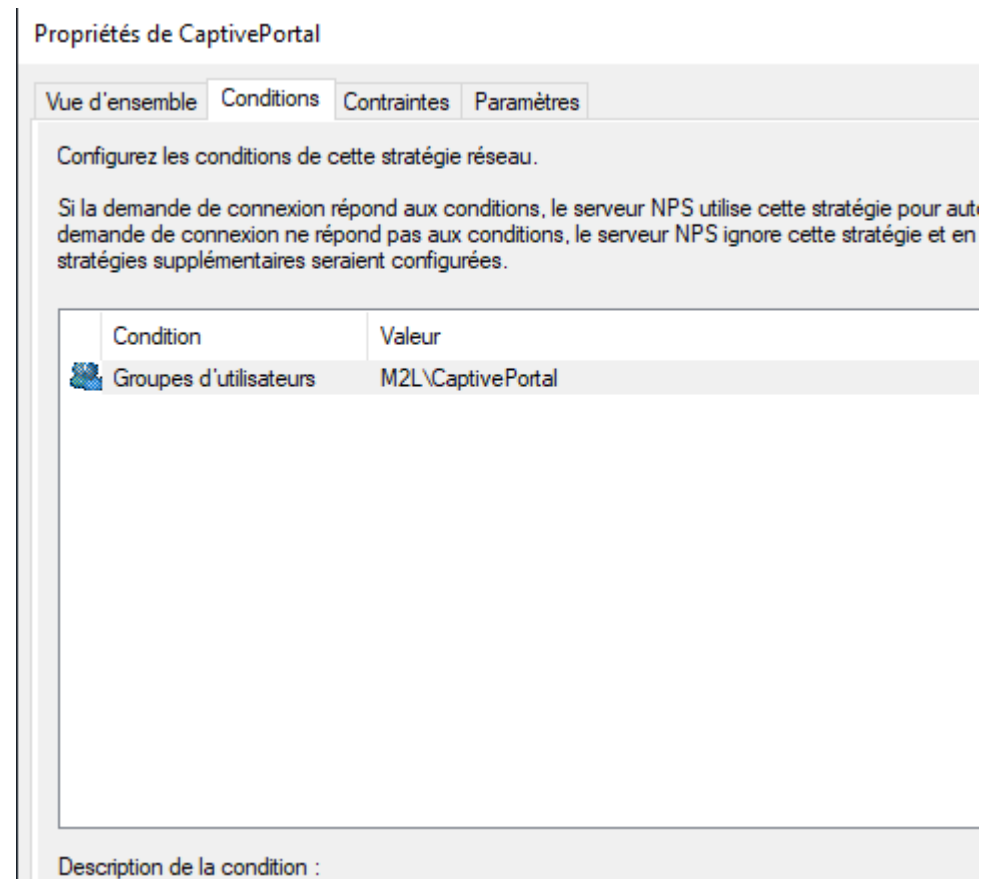 Propriétés de CaptivePortal
Vue d'ensemble Conditions Contraintes Paramètres
Configurez les conditions de cette stratégie réseau.
Si la demande de connexion répond aux conditions, le serveur NPS utilise cette stratégie pour aut
demande de connexion ne répond pas aux conditions, le serveur NPS ignore cette stratégie et en
stratégies supplémentaires seraient configurées.
Condition Valeur
Groupes d'utilisateurs M2L\CaptivePortal
Description de la condition :